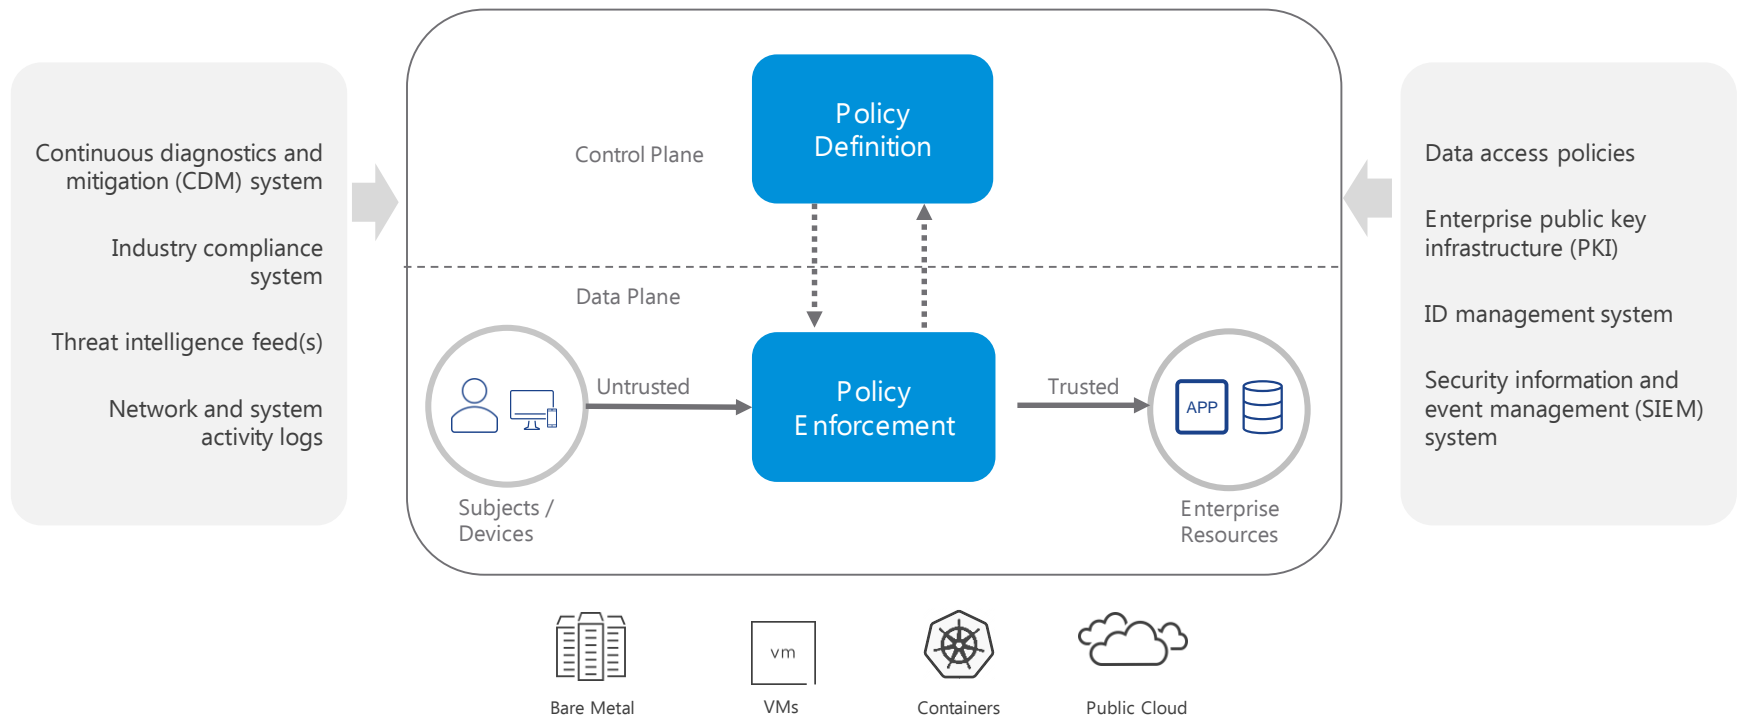 Continuous diagnostics and
mitigation (CDM) system
Industry compliance
system
Threat intelligence feed(s)
Network and system
activity logs
Policy
Definition
Control Plane
Data Plane
Untrusted
Policy
Enforcement
Trusted
APP
Subjects /
Devices
Enterprise
Resources
Data access policies
Enterprise public key
infrastructure (PKI)
ID management system
Security information and
event management (SIEM)
system
vm
Bare Metal
VMs
Containers
Public Cloud